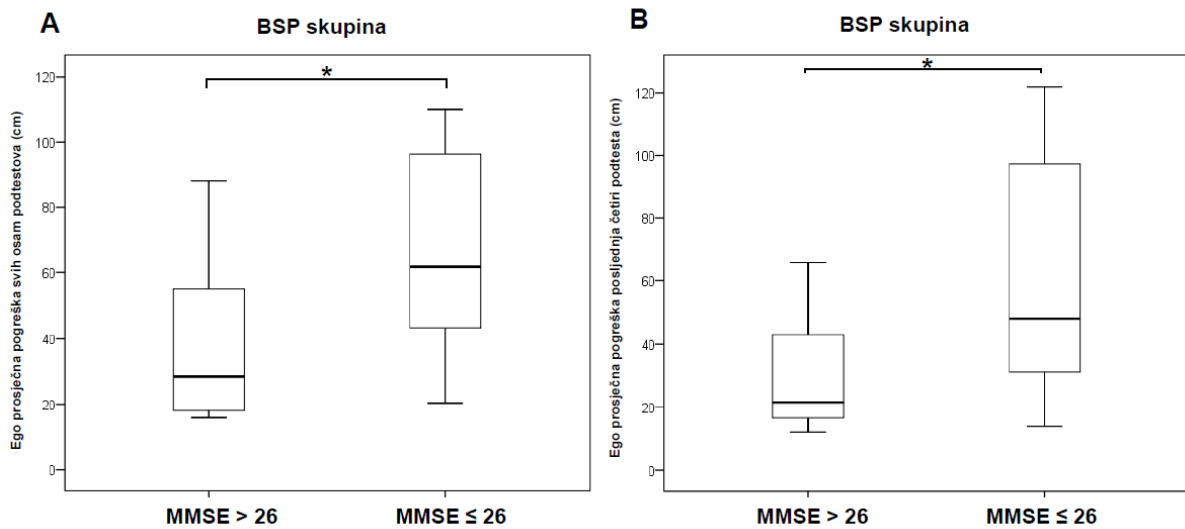 A
BSP skupina
*
Ego prosječna pogreška svih osam podtestova (cm)
120
100
80
60
40
20
0
MMSE > 26
MMSE ≤ 26
B
BSP skupina
*
Ego prosječna pogreška posljednja četiri podtesta (cm)
120
100
80
60
40
20
0
MMSE > 26
MMSE ≤ 26